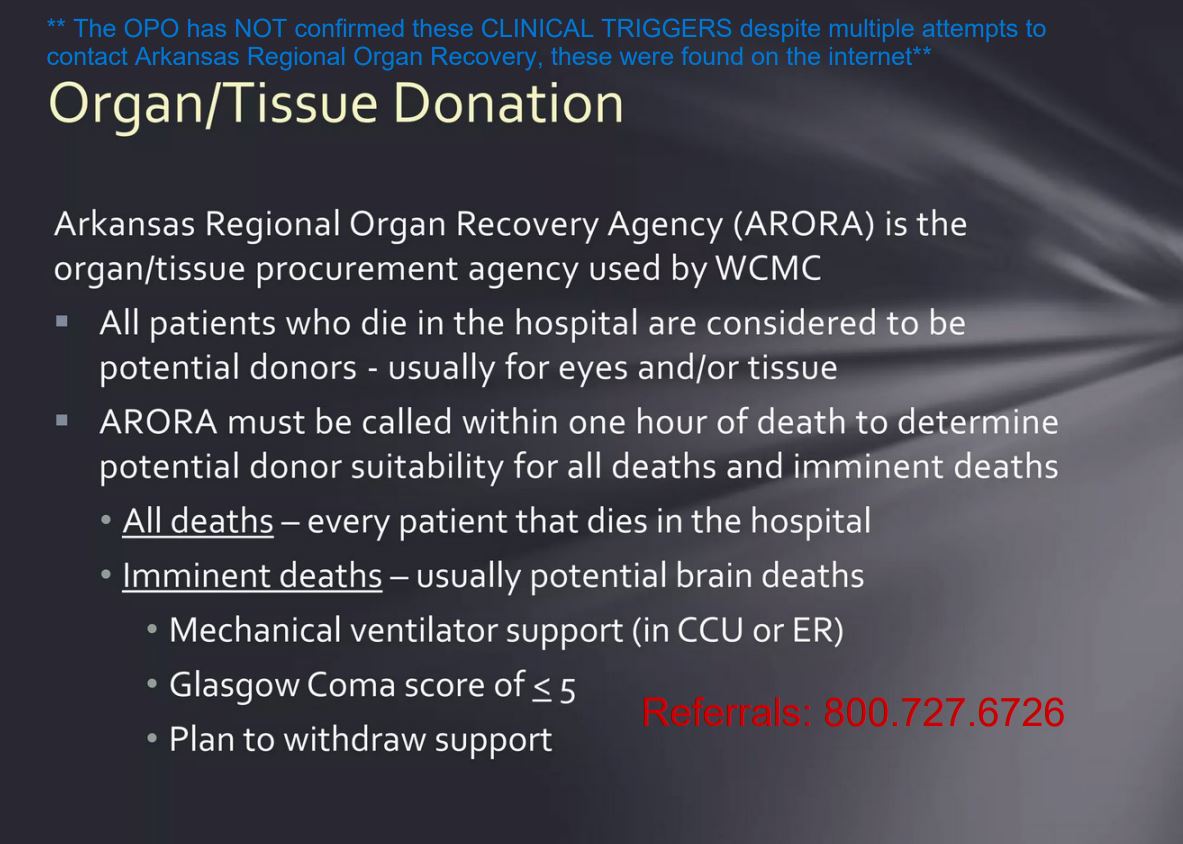 ** The OPO has NOT confirmed these CLINICAL TRIGGERS despite multiple attempts to
contact Arkansas Regional Organ Recovery, these were found on the internet**
Organ/Tissue Donation
Arkansas Regional Organ Recovery Agency (ARORA) is the
organ/tissue procurement agency used by WCMC
▪ All patients who die in the hospital are considered to be
potential donors - usually for eyes and/or tissue
▪ ARORA must be called within one hour of death to determine
potential donor suitability for all deaths and imminent deaths
• All deaths – every patient that dies in the hospital
• Imminent deaths – usually potential brain deaths
• Mechanical ventilator support (in CCU or ER)
• Glasgow Coma score of ≤ 5
• Plan to withdraw support
Referrals: 800.727.6726